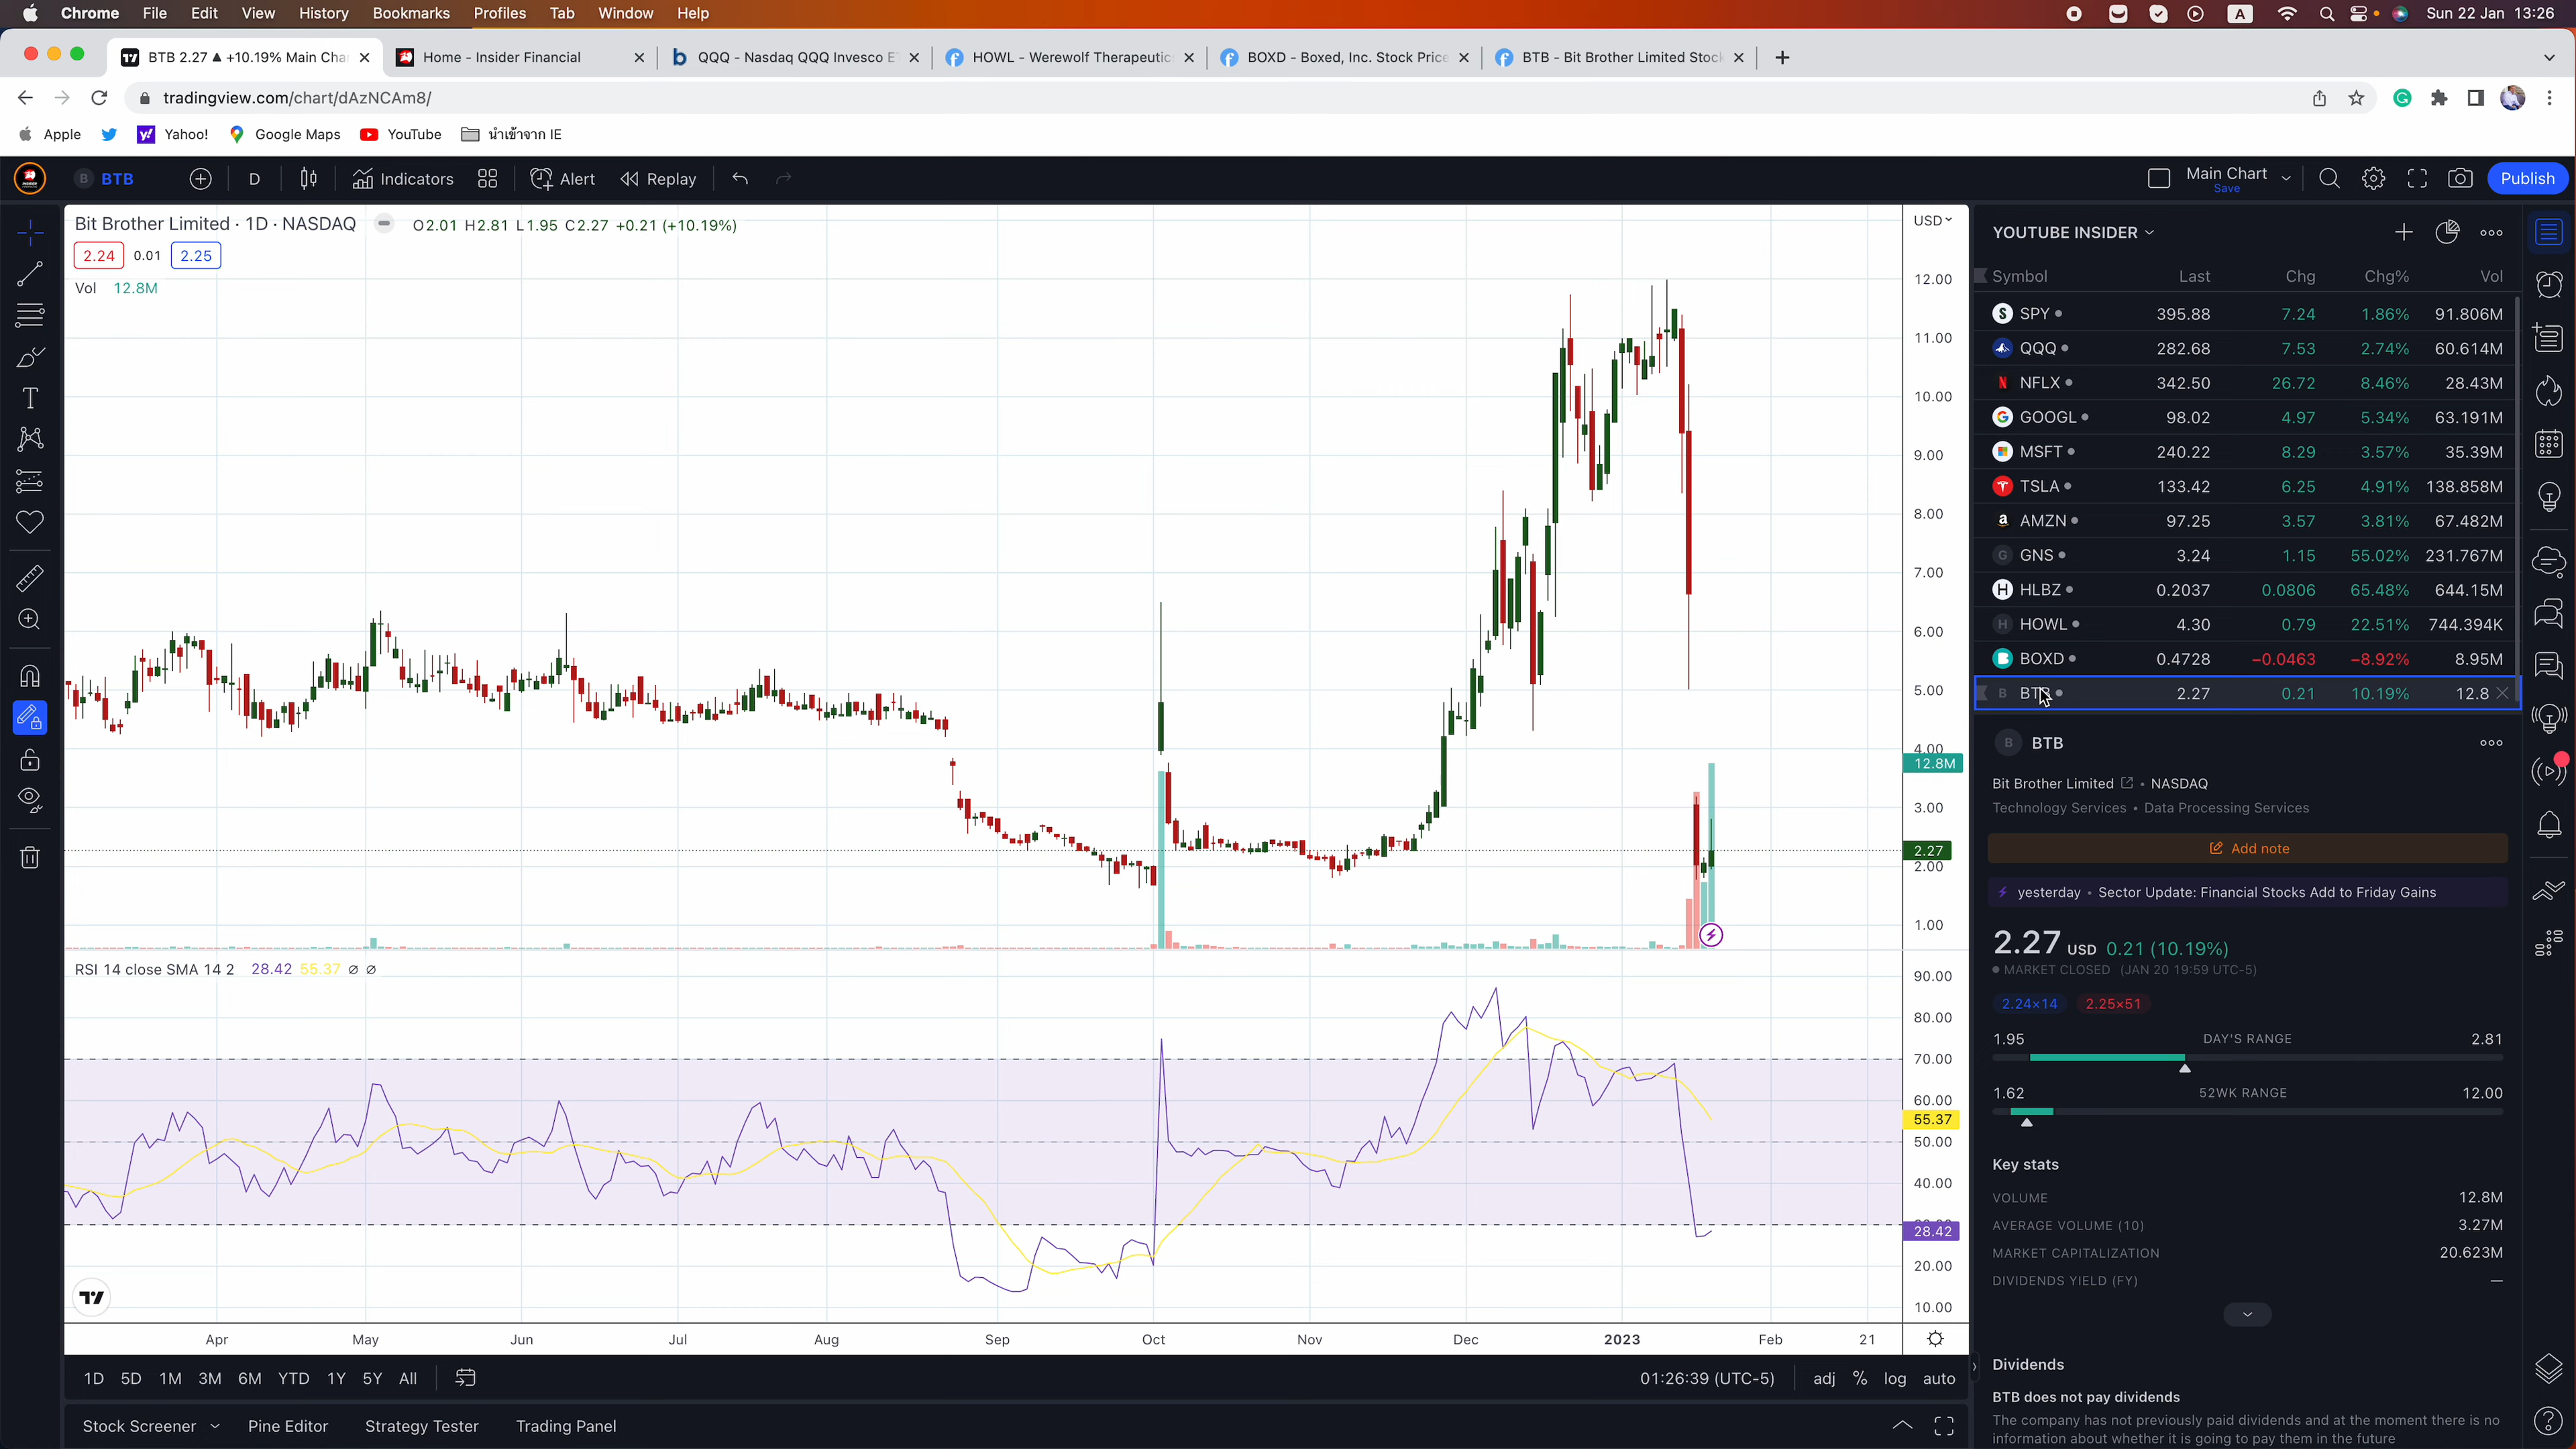 Chrome File Edit View History Bookmarks Profiles Tab Window Help A Sun 22 Jan 13:26
BTB 2.27 ▲ +10.19% Main Cha Home - Insider Financial QQQ - Nasdaq QQQ Invesco E HOWL - Werewolf Therapeutic BOXD - Boxed, Inc. Stock Price BTB - Bit Brother Limited Stock
tradingview.com/chart/dAzNCAm8/
Apple Yahoo! Google Maps YouTube นำเข้าจาก IE
B BTB D Indicators Alert Replay Main Chart Save Publish
Bit Brother Limited · 1D · NASDAQ O2.01 H2.81 L1.95 C2.27 +0.21 (+10.19%)
2.24 0.01 2.25
Vol 12.8M
USD
12.00
11.00
10.00
9.00
8.00
7.00
6.00
5.00
4.00
12.8M
3.00
2.27
2.00
1.00
RSI 14 close SMA 14 2 28.42 55.37 ∅ ∅
90.00
80.00
70.00
60.00
55.37
50.00
40.00
28.42
20.00
10.00
Apr May Jun Jul Aug Sep Oct Nov Dec 2023 Feb 21
1D 5D 1M 3M 6M YTD 1Y 5Y All 01:26:39 (UTC-5) adj % log auto
Stock Screener Pine Editor Strategy Tester Trading Panel
YOUTUBE INSIDER
Symbol Last Chg Chg% Vol
SPY 395.88 7.24 1.86% 91.806M
QQQ 282.68 7.53 2.74% 60.614M
NFLX 342.50 26.72 8.46% 28.43M
GOOGL 98.02 4.97 5.34% 63.191M
MSFT 240.22 8.29 3.57% 35.39M
TSLA 133.42 6.25 4.91% 138.858M
AMZN 97.25 3.57 3.81% 67.482M
GNS 3.24 1.15 55.02% 231.767M
HLBZ 0.2037 0.0806 65.48% 644.15M
HOWL 4.30 0.79 22.51% 744.394K
BOXD 0.4728 −0.0463 −8.92% 8.95M
BTB 2.27 0.21 10.19% 12.8
B BTB
Bit Brother Limited • NASDAQ
Technology Services • Data Processing Services
Add note
yesterday • Sector Update: Financial Stocks Add to Friday Gains
2.27 USD 0.21 (10.19%)
MARKET CLOSED (JAN 20 19:59 UTC-5)
2.24×14 2.25×51
1.95 DAY'S RANGE 2.81
1.62 52WK RANGE 12.00
Key stats
VOLUME 12.8M
AVERAGE VOLUME (10) 3.27M
MARKET CAPITALIZATION 20.623M
DIVIDENDS YIELD (FY) —
Dividends
BTB does not pay dividends
The company has not previously paid dividends and at the moment there is no
information about whether it is going to pay them in the future